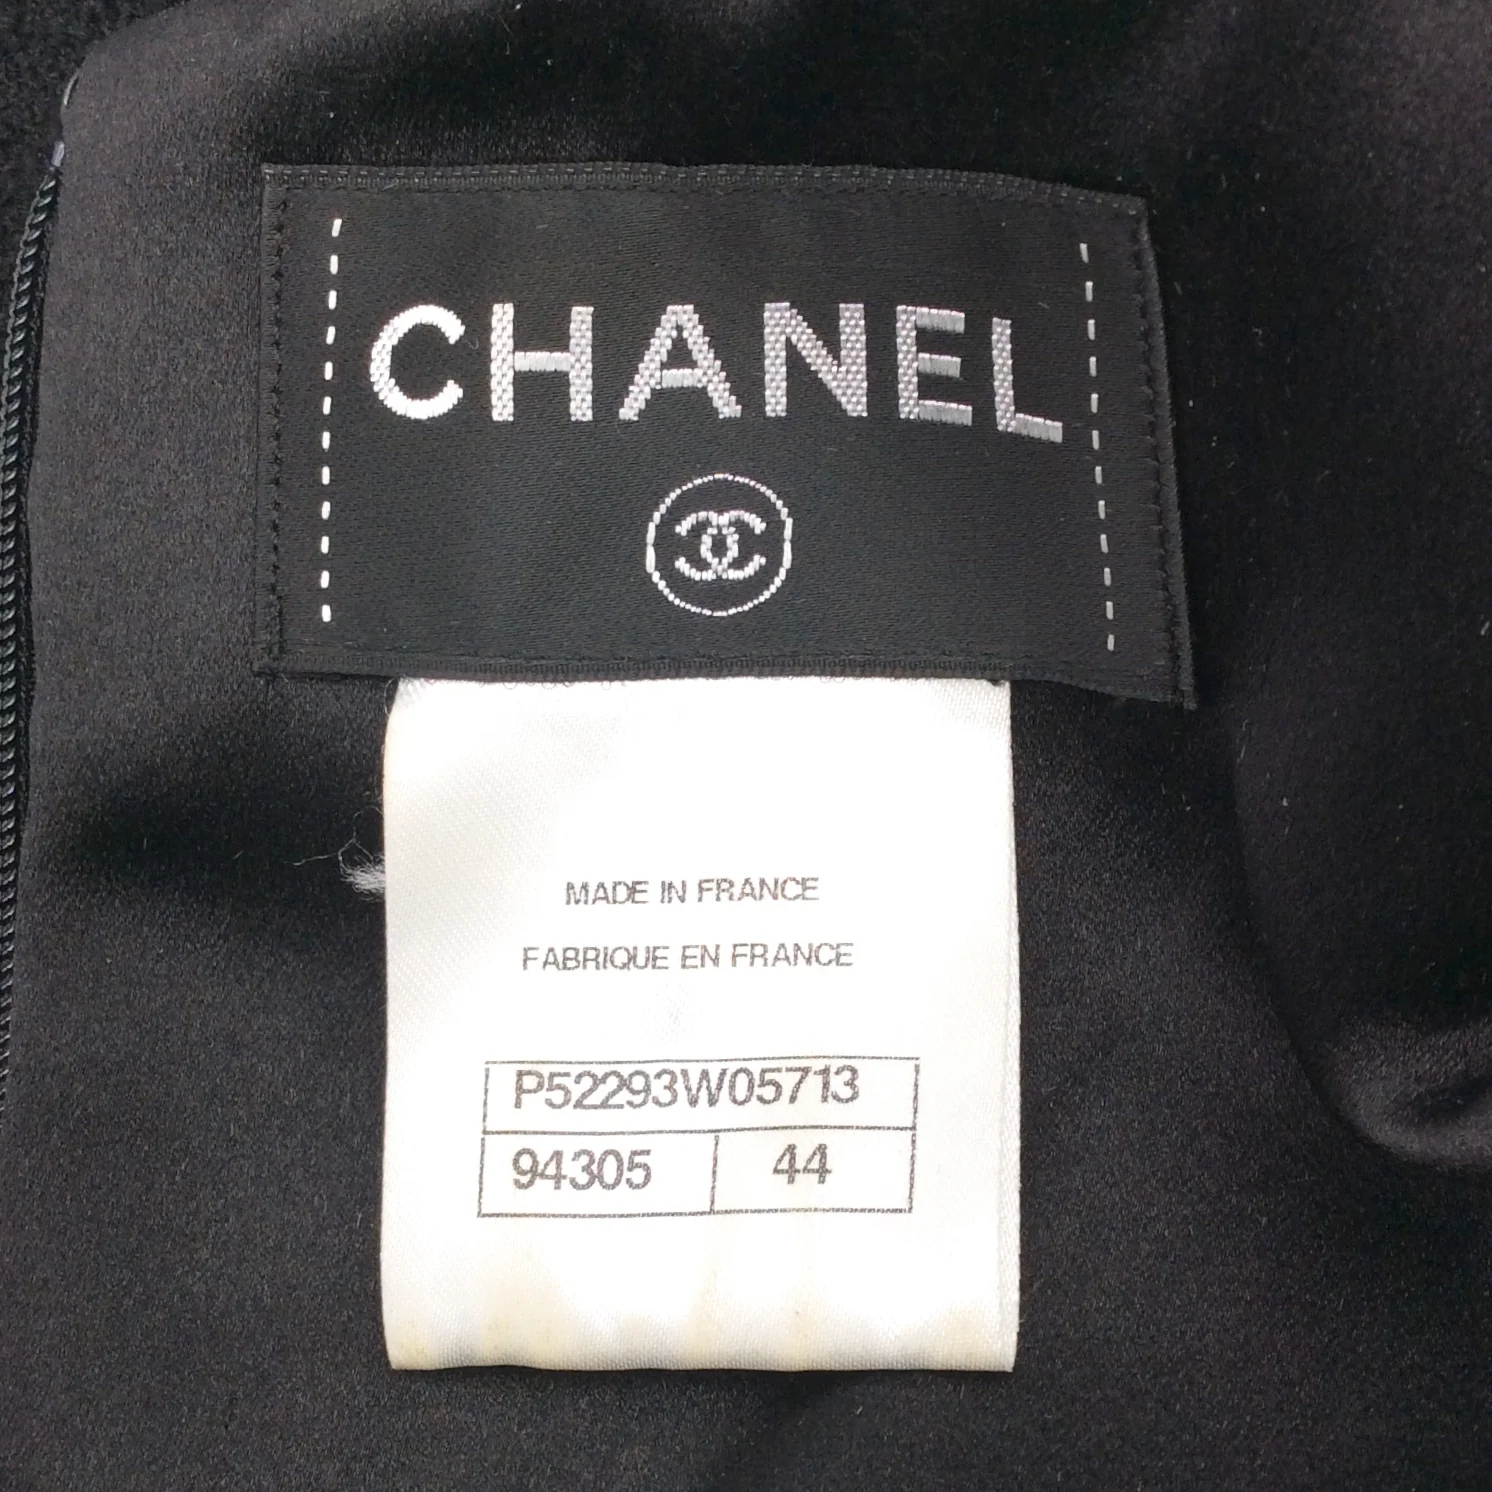 CHANEL
MADE IN FRANCE
FABRIQUE EN FRANCE
P52293W05713
94305 44